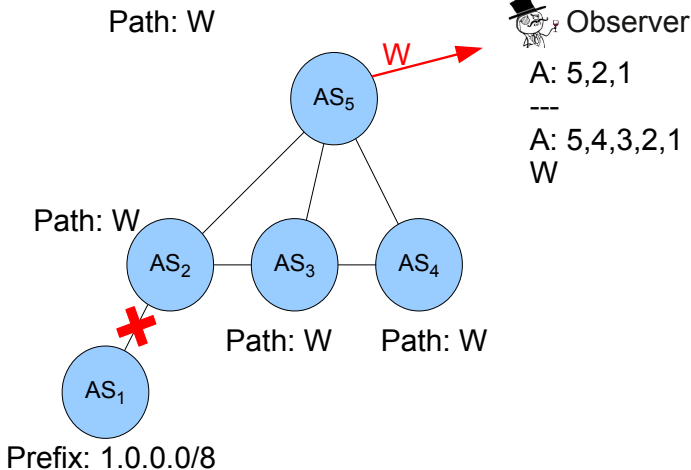 Path: W
Observer
W
A: 5,2,1
---
A: 5,4,3,2,1
W
AS5
Path: W
AS2
AS3
AS4
Path: W
Path: W
AS1
Prefix: 1.0.0.0/8